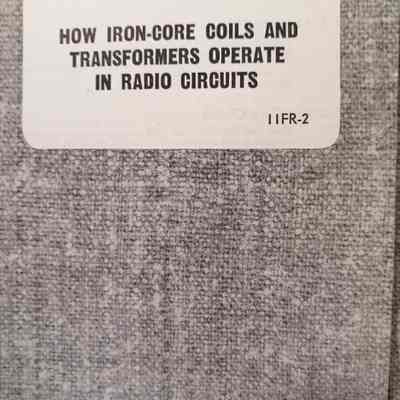 HOW IRON-CORE COILS AND
TRANSFORMERS OPERATE
IN RADIO CIRCUITS
11FR-2